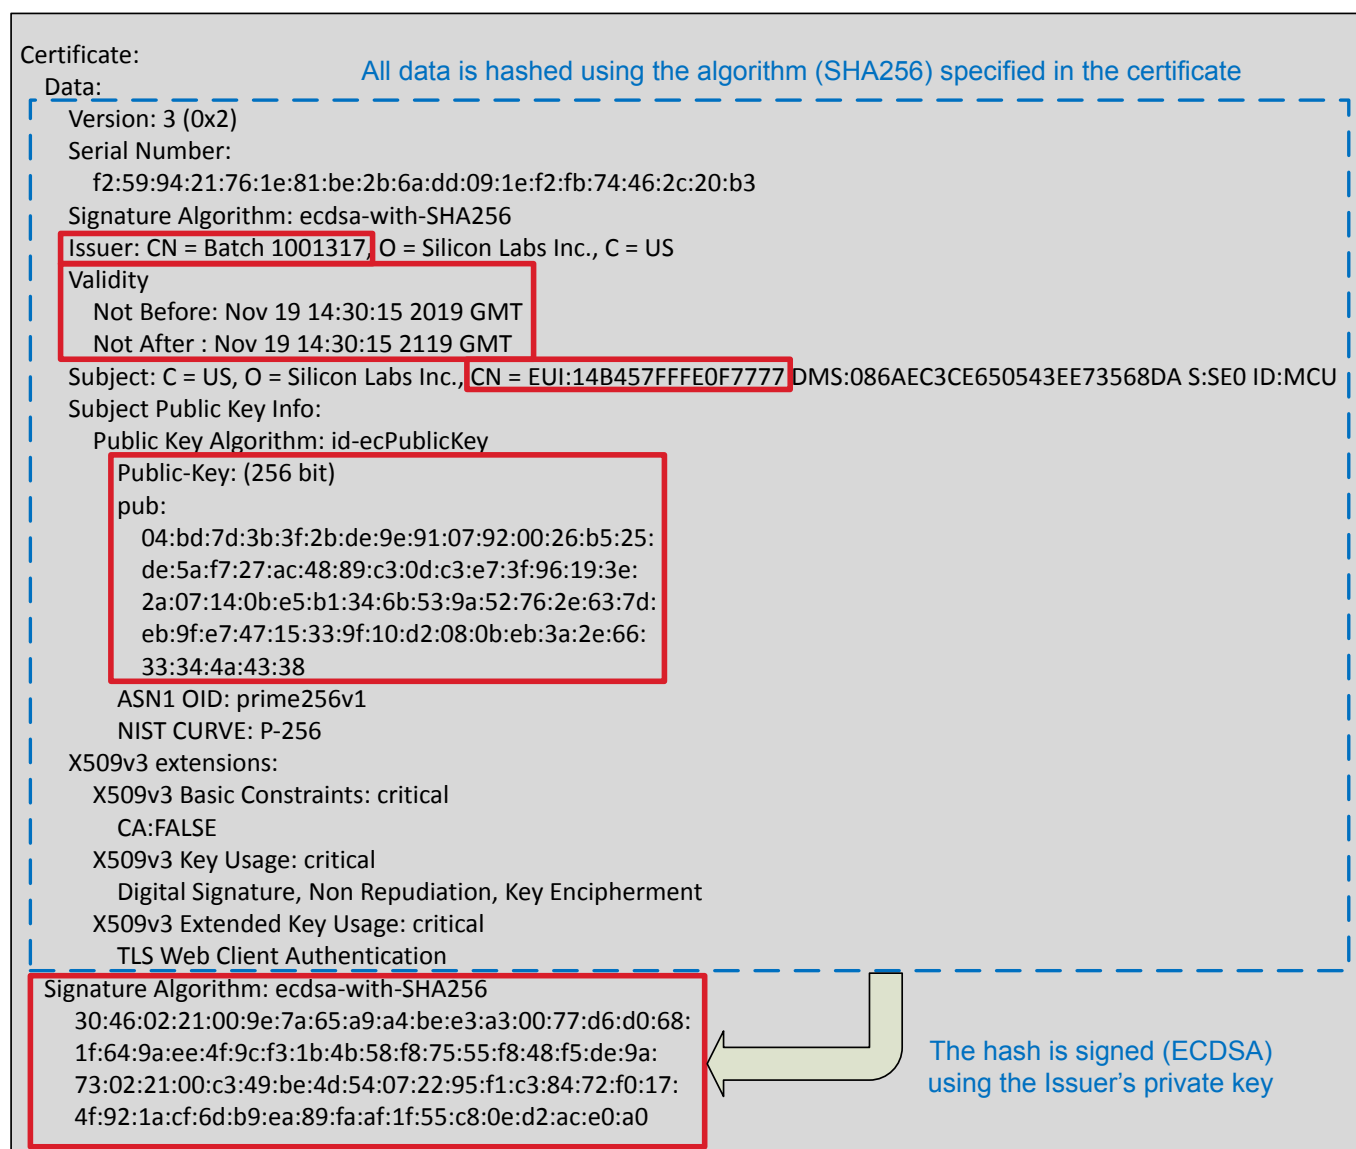 Certificate:
All data is hashed using the algorithm (SHA256) specified in the certificate
Data:
Version: 3 (0x2)
Serial Number:
f2:59:94:21:76:1e:81:be:2b:6a:dd:09:1e:f2:fb:74:46:2c:20:b3
Signature Algorithm: ecdsa-with-SHA256
Issuer: CN = Batch 1001317, O = Silicon Labs Inc., C = US
Validity
Not Before: Nov 19 14:30:15 2019 GMT
Not After : Nov 19 14:30:15 2119 GMT
Subject: C = US, O = Silicon Labs Inc., CN = EUI:14B457FFFE0F7777 DMS:086AEC3CE650543EE73568DA S:SE0 ID:MCU
Subject Public Key Info:
Public Key Algorithm: id-ecPublicKey
Public-Key: (256 bit)
pub:
04:bd:7d:3b:3f:2b:de:9e:91:07:92:00:26:b5:25:
de:5a:f7:27:ac:48:89:c3:0d:c3:e7:3f:96:19:3e:
2a:07:14:0b:e5:b1:34:6b:53:9a:52:76:2e:63:7d:
eb:9f:e7:47:15:33:9f:10:d2:08:0b:eb:3a:2e:66:
33:34:4a:43:38
ASN1 OID: prime256v1
NIST CURVE: P-256
X509v3 extensions:
X509v3 Basic Constraints: critical
CA:FALSE
X509v3 Key Usage: critical
Digital Signature, Non Repudiation, Key Encipherment
X509v3 Extended Key Usage: critical
TLS Web Client Authentication
Signature Algorithm: ecdsa-with-SHA256
30:46:02:21:00:9e:7a:65:a9:a4:be:e3:a3:00:77:d6:d0:68:
1f:64:9a:ee:4f:9c:f3:1b:4b:58:f8:75:55:f8:48:f5:de:9a:
73:02:21:00:c3:49:be:4d:54:07:22:95:f1:c3:84:72:f0:17:
4f:92:1a:cf:6d:b9:ea:89:fa:af:1f:55:c8:0e:d2:ac:e0:a0
The hash is signed (ECDSA)
using the Issuer's private key